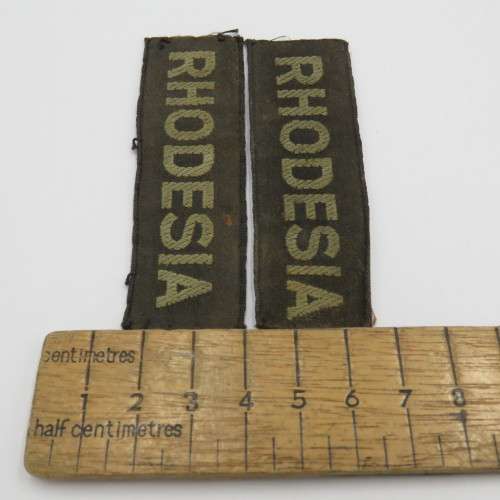 RHODESIA
RHODESIA
centimetres
1 2 3 4 5 6 7 8
half centimetres